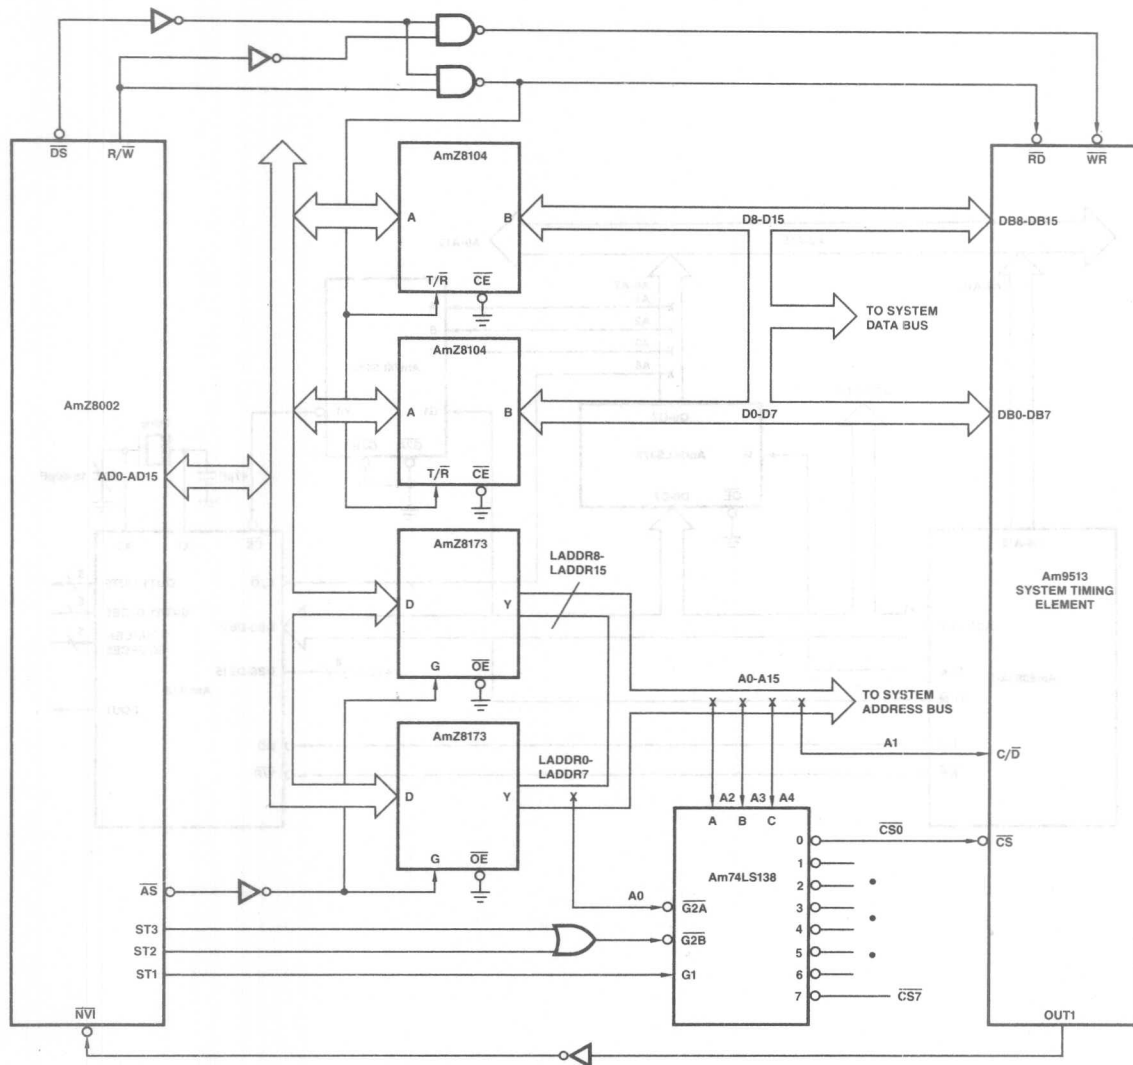 DS R/W
RD WR
AmZ8104
A B
T/R CE
D8-D15
DB8-DB15
TO SYSTEM
DATA BUS
AmZ8104
A B
T/R CE
D0-D7
DB0-DB7
AmZ8002
AD0-AD15
AmZ8173
D Y
G OE
LADDR8-
LADDR15
Am9513
SYSTEM TIMING
ELEMENT
A0-A15
TO SYSTEM
ADDRESS BUS
AmZ8173
D Y
G OE
LADDR0-
LADDR7
A1
C/D
A2 A3 A4
A B C
Am74LS138
0
1
2
3
4
5
6
7
CS0
CS
CS7
A0
G2A
G2B
G1
AS
ST3
ST2
ST1
NVI
OUT1